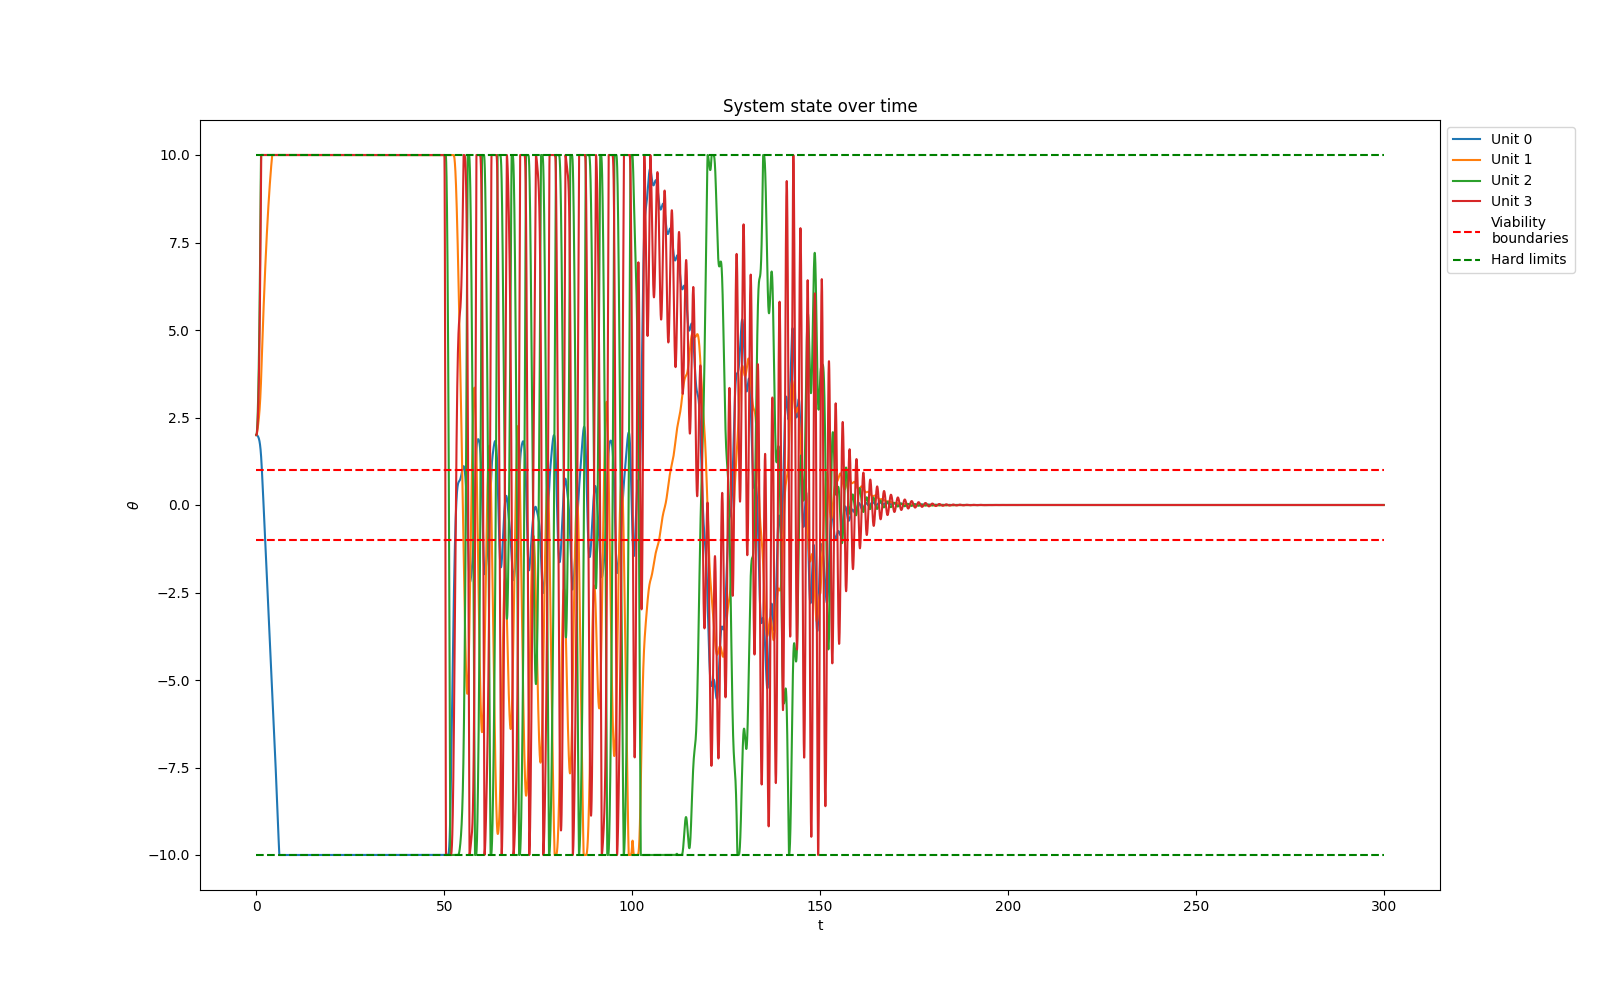 System state over time
10.0
7.5
5.0
2.5
0.0
−2.5
−5.0
−7.5
−10.0
θ
0
50
100
150
200
250
300
t
Unit 0
Unit 1
Unit 2
Unit 3
Viability
boundaries
Hard limits